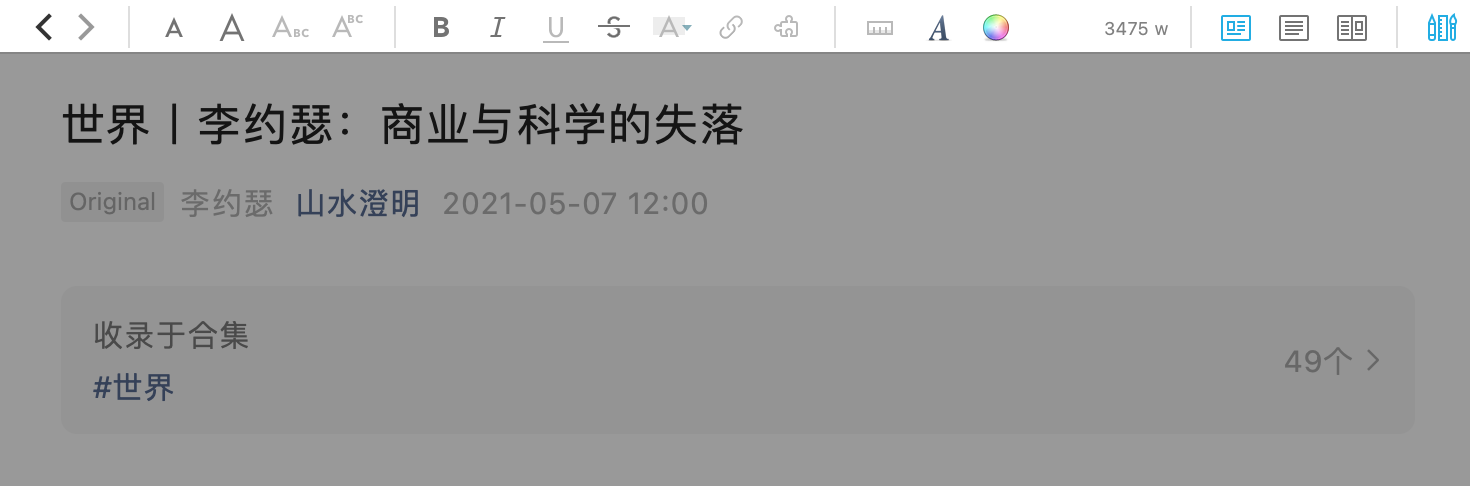 A A ABC ABC B I U S A A 3475 w
世界丨李约瑟：商业与科学的失落
Original 李约瑟 山水澄明 2021-05-07 12:00
收录于合集
#世界
49个